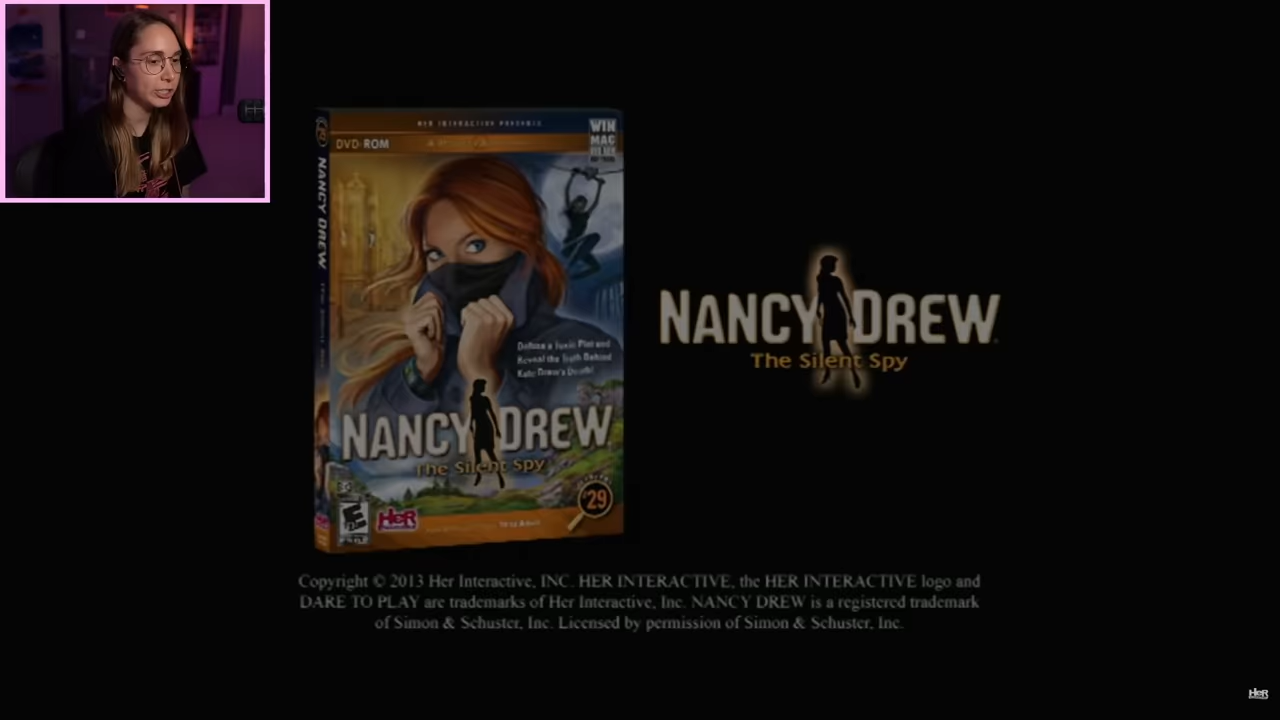 HER INTERACTIVE PRESENTS
DVD-ROM
WIN
MAC
NANCY DREW
Defuse a Toxic Plot and
Reveal the Truth Behind
Kate Drew's Death!
NANCY DREW
The Silent Spy
#29
E
HeR
NANCY DREW
The Silent Spy
Copyright © 2013 Her Interactive, INC. HER INTERACTIVE, the HER INTERACTIVE logo and
DARE TO PLAY are trademarks of Her Interactive, Inc. NANCY DREW is a registered trademark
of Simon & Schuster, Inc. Licensed by permission of Simon & Schuster, Inc.
HeR